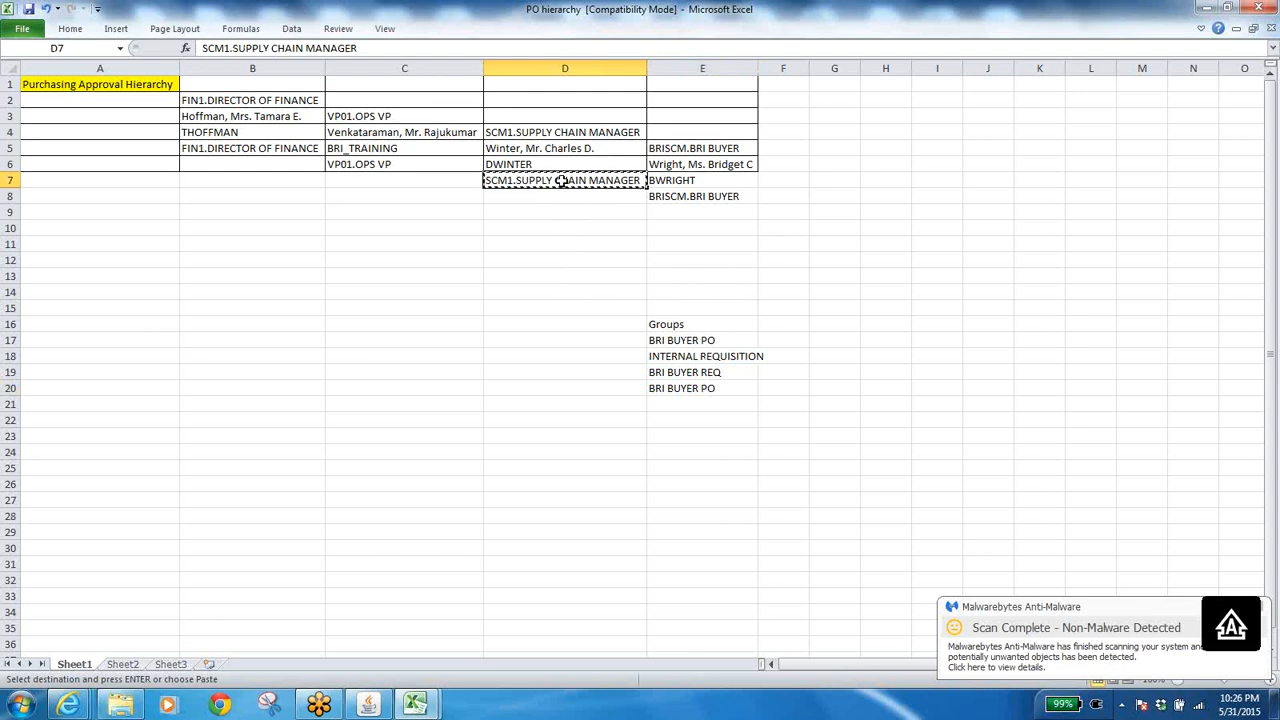 PO hierarchy  [Compatibility Mode] - Microsoft Excel
File Home Insert Page Layout Formulas Data Review View
D7 fx SCM1.SUPPLY CHAIN MANAGER
A B C D E F G H I J K L M N O
1 Purchasing Approval Hierarchy
2 FIN1.DIRECTOR OF FINANCE
3 Hoffman, Mrs. Tamara E. VP01.OPS VP
4 THOFFMAN Venkataraman, Mr. Rajukumar SCM1.SUPPLY CHAIN MANAGER
5 FIN1.DIRECTOR OF FINANCE BRI_TRAINING Winter, Mr. Charles D. BRISCM.BRI BUYER
6 VP01.OPS VP DWINTER Wright, Ms. Bridget C
7 SCM1.SUPPLY CHAIN MANAGER BWRIGHT
8 BRISCM.BRI BUYER
9
10
11
12
13
14
15
16 Groups
17 BRI BUYER PO
18 INTERNAL REQUISITION
19 BRI BUYER REQ
20 BRI BUYER PO
21
22
23
24
25
26
27
28
29
30
31
32
33
34
35
36
Malwarebytes Anti-Malware
Scan Complete - Non-Malware Detected
Malwarebytes Anti-Malware has finished scanning your system and
potentially unwanted objects has been detected.
Click here to view details.
Sheet1 Sheet2 Sheet3
Select destination and press ENTER or choose Paste
99%
10:26 PM
5/31/2015